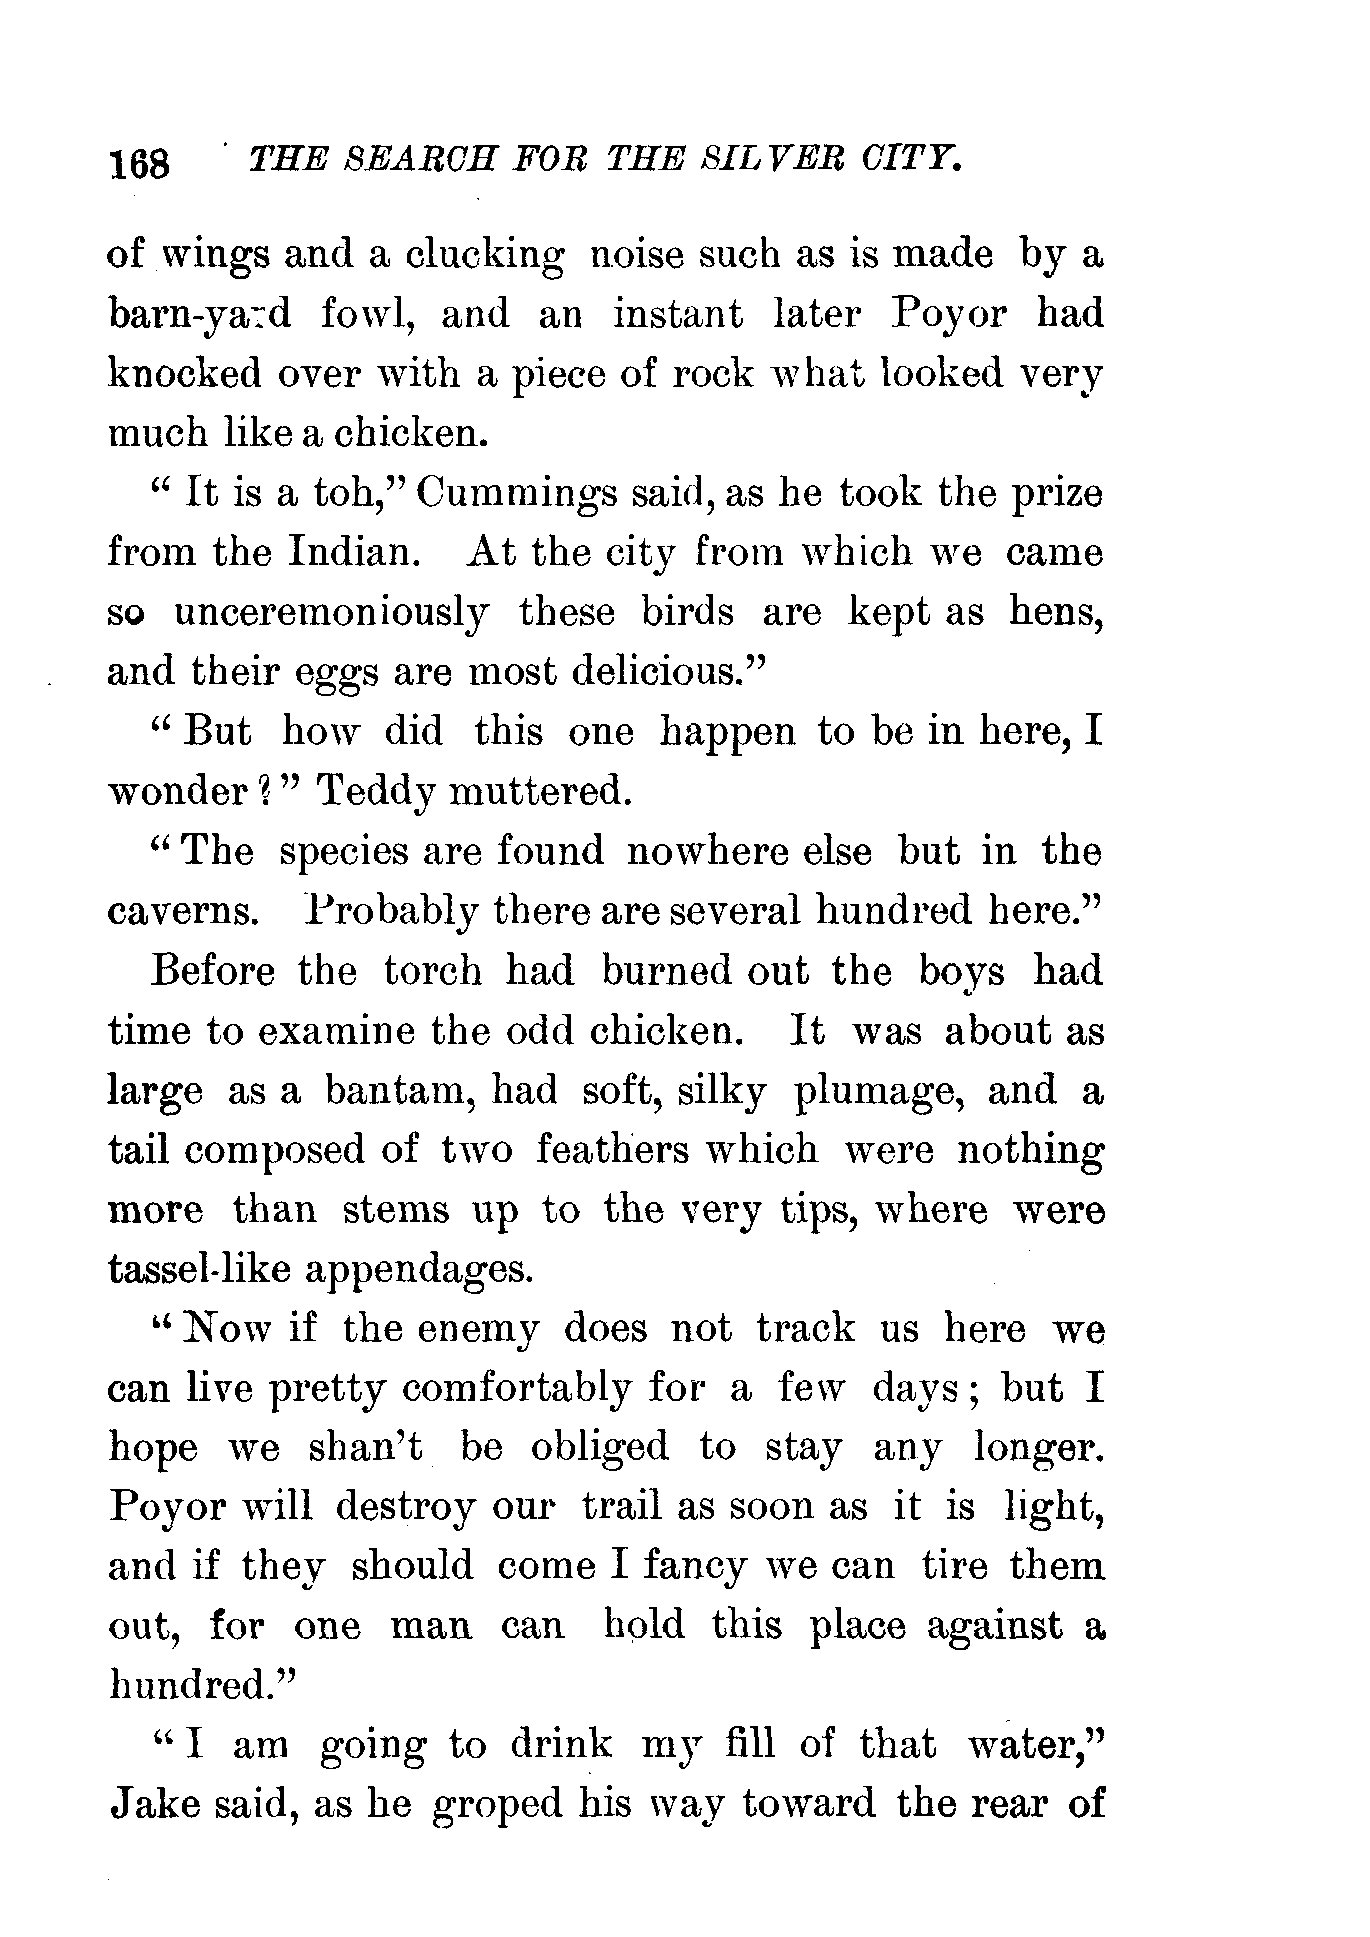 168 THE SEARCH FOR THE SILVER CITY.
of wings and a clucking noise such as is made by a
barn-yard fowl, and an instant later Poyor had
knocked over with a piece of rock what looked very
much like a chicken.
“ It is a toh,” Cummings said, as he took the prize
from the Indian. At the city from which we came
so unceremoniously these birds are kept as hens,
and their eggs are most delicious.”
“ But how did this one happen to be in here, I
wonder ? ” Teddy muttered.
“ The species are found nowhere else but in the
caverns. Probably there are several hundred here.”
Before the torch had burned out the boys had
time to examine the odd chicken. It was about as
large as a bantam, had soft, silky plumage, and a
tail composed of two feathers which were nothing
more than stems up to the very tips, where were
tassel-like appendages.
“ Now if the enemy does not track us here we
can live pretty comfortably for a few days ; but I
hope we shan’t be obliged to stay any longer.
Poyor will destroy our trail as soon as it is light,
and if they should come I fancy we can tire them
out, for one man can hold this place against a
hundred.”
“ I am going to drink my fill of that water,”
Jake said, as he groped his way toward the rear of